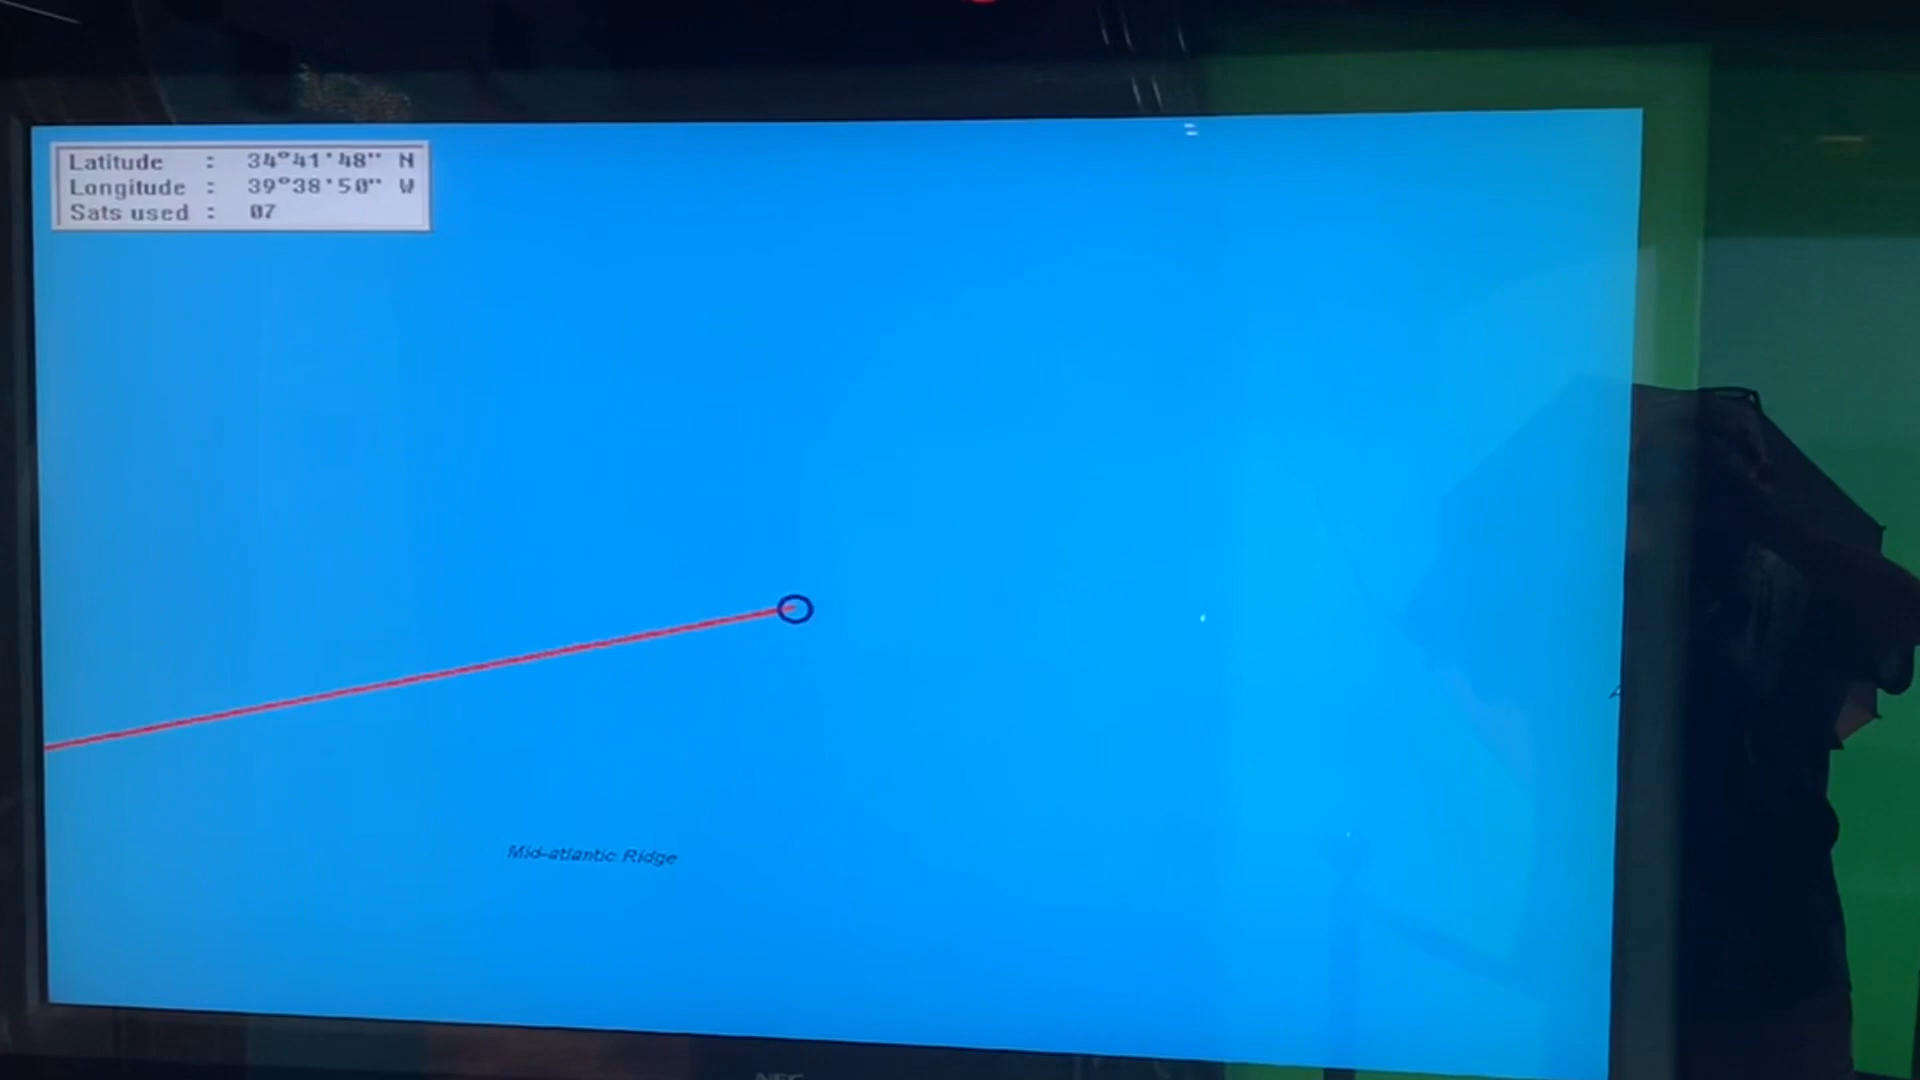 Latitude : 34°41'48" N
Longitude : 39°38'50" W
Sats used : 07
Mid-atlantic Ridge